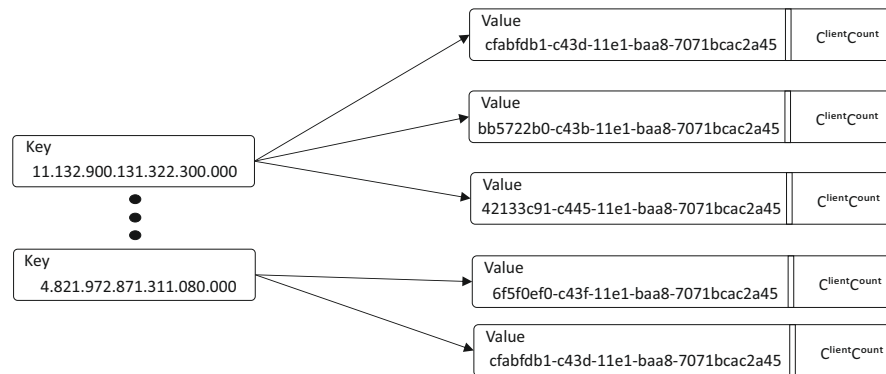 Value
cfabfdb1-c43d-11e1-baa8-7071bcac2a45
ClientCount
Value
bb5722b0-c43b-11e1-baa8-7071bcac2a45
ClientCount
Key
11.132.900.131.322.300.000
Value
42133c91-c445-11e1-baa8-7071bcac2a45
ClientCount
Key
4.821.972.871.311.080.000
Value
6f5f0ef0-c43f-11e1-baa8-7071bcac2a45
ClientCount
Value
cfabfdb1-c43d-11e1-baa8-7071bcac2a45
ClientCount